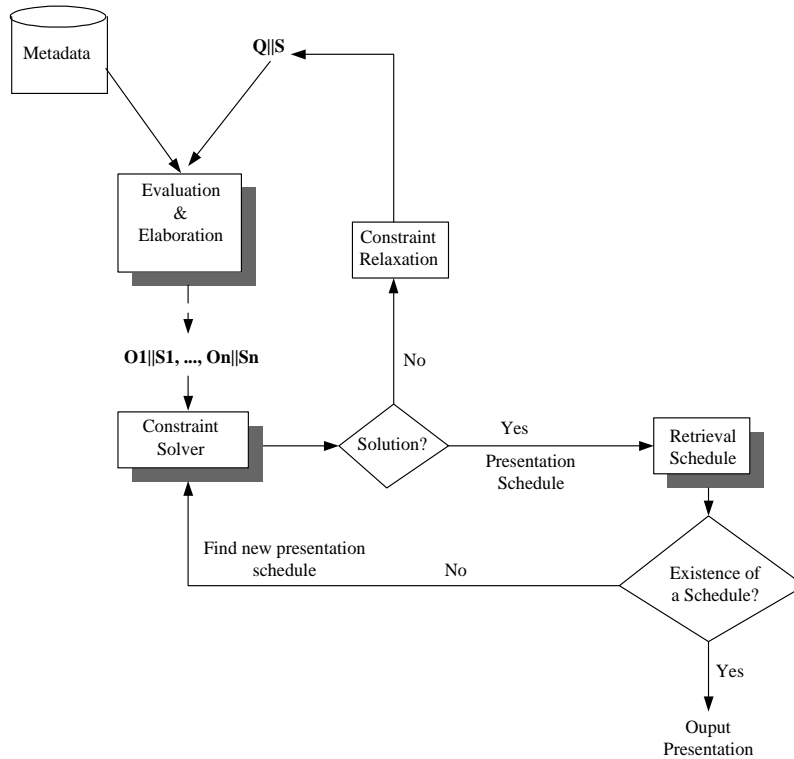 Metadata
Q||S
Evaluation
&
Elaboration
Constraint
Relaxation
O1||S1, ..., On||Sn
No
Constraint
Solver
Solution?
Yes
Presentation
Schedule
Retrieval
Schedule
Find new presentation
schedule
No
Existence of
a Schedule?
Yes
Ouput
Presentation